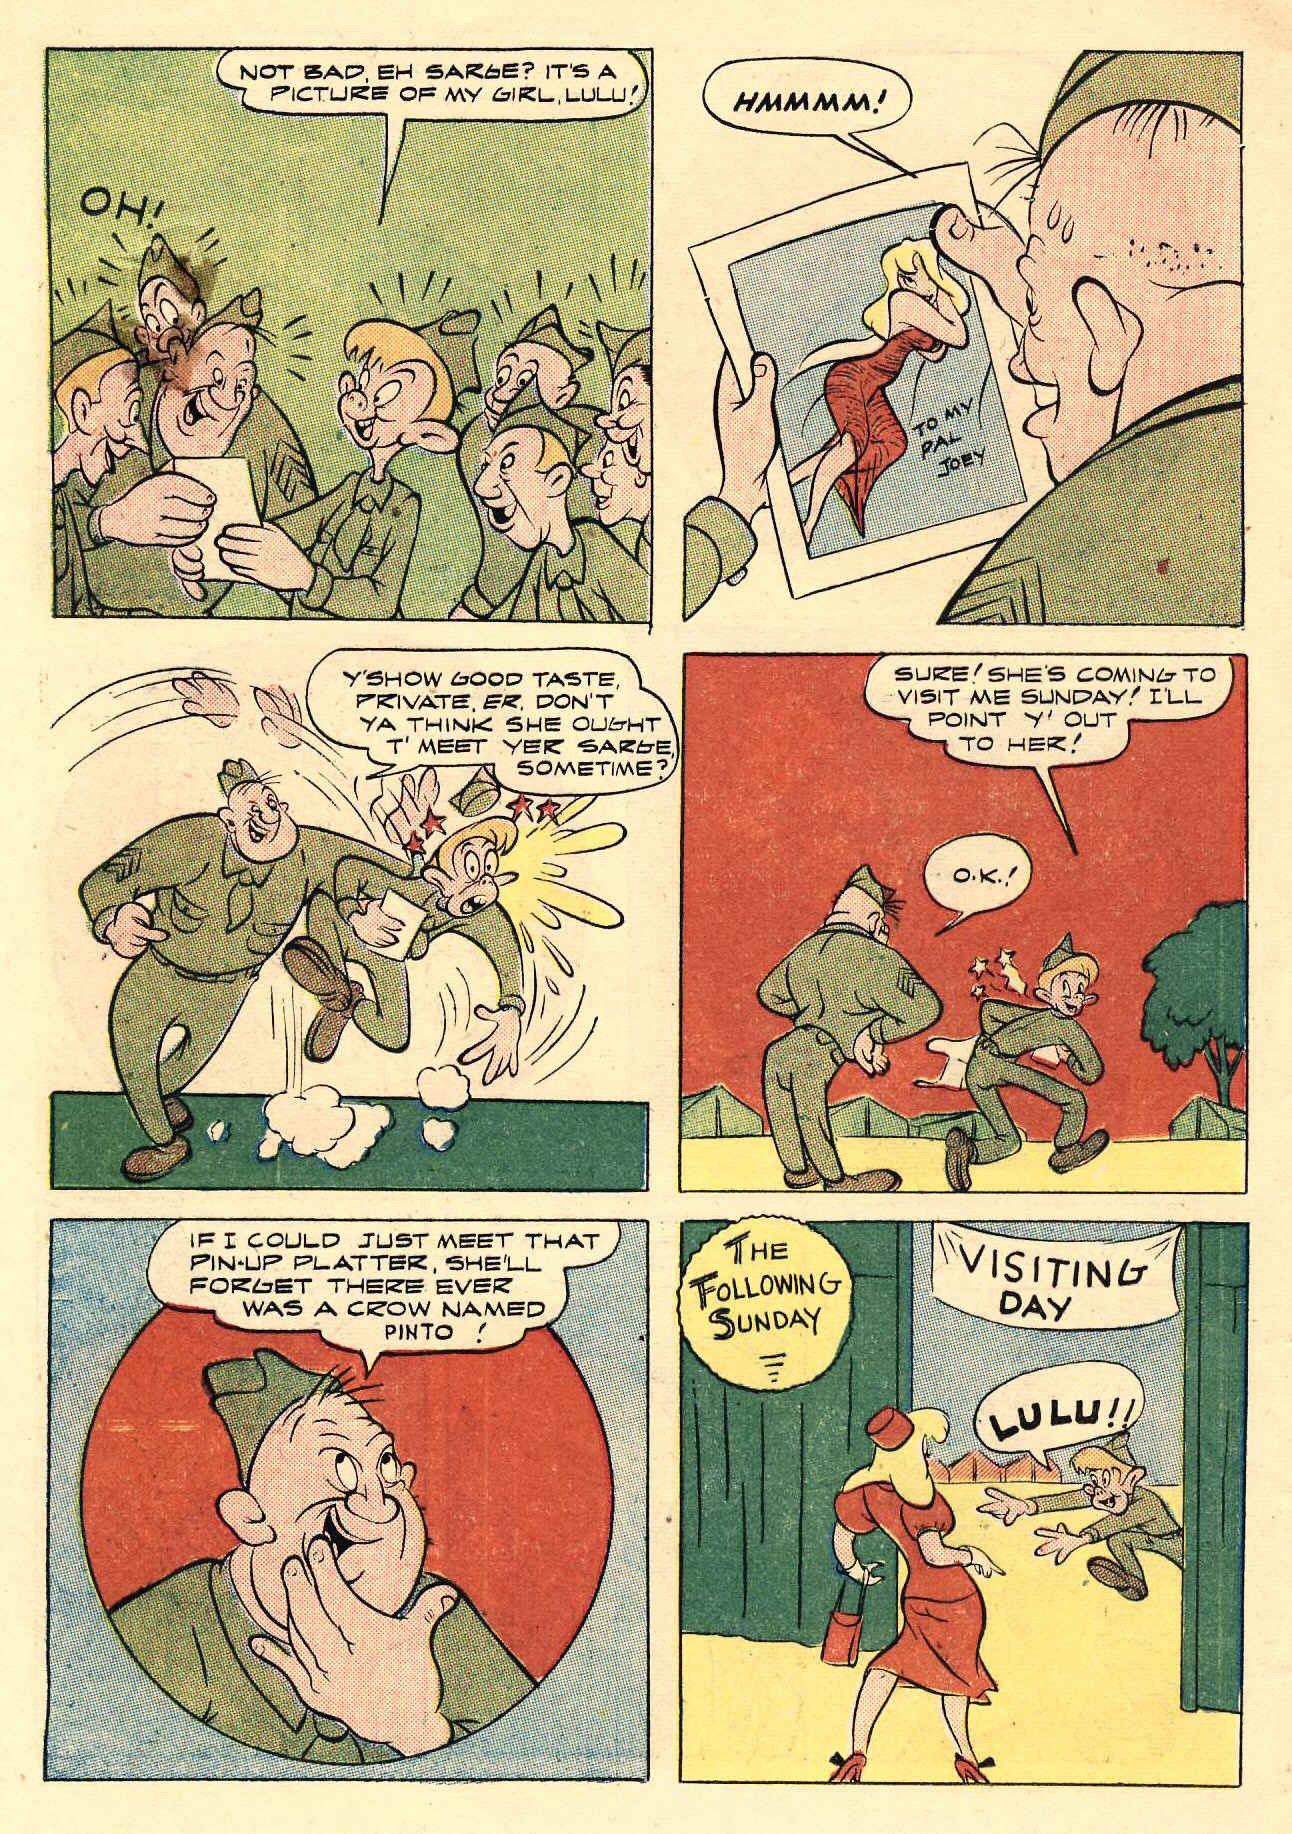 NOT BAD, EH SARGE? IT'S A
PICTURE OF MY GIRL, LULU!
OH!
HMMMM!
TO MY
PAL
JOEY
Y'SHOW GOOD TASTE,
PRIVATE, ER, DON'T
YA THINK SHE OUGHT
T' MEET YER SARGE,
SOMETIME?
SURE! SHE'S COMING TO
VISIT ME SUNDAY! I'LL
POINT Y' OUT
TO HER!
O.K.!
IF I COULD JUST MEET THAT
PIN-UP PLATTER, SHE'LL
FORGET THERE EVER
WAS A CROW NAMED
PINTO!
THE
FOLLOWING
SUNDAY
VISITING
DAY
LULU!!